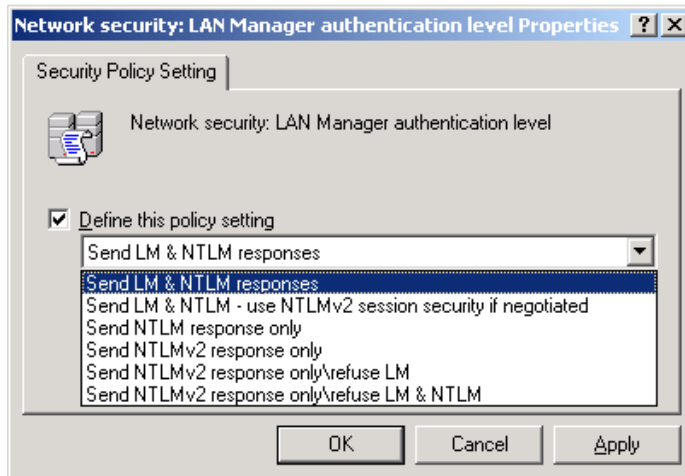 Network security: LAN Manager authentication level Properties
Security Policy Setting
Network security: LAN Manager authentication level
Define this policy setting
Send LM & NTLM responses
Send LM & NTLM responses
Send LM & NTLM - use NTLMv2 session security if negotiated
Send NTLM response only
Send NTLMv2 response only
Send NTLMv2 response only\refuse LM
Send NTLMv2 response only\refuse LM & NTLM
OK Cancel Apply